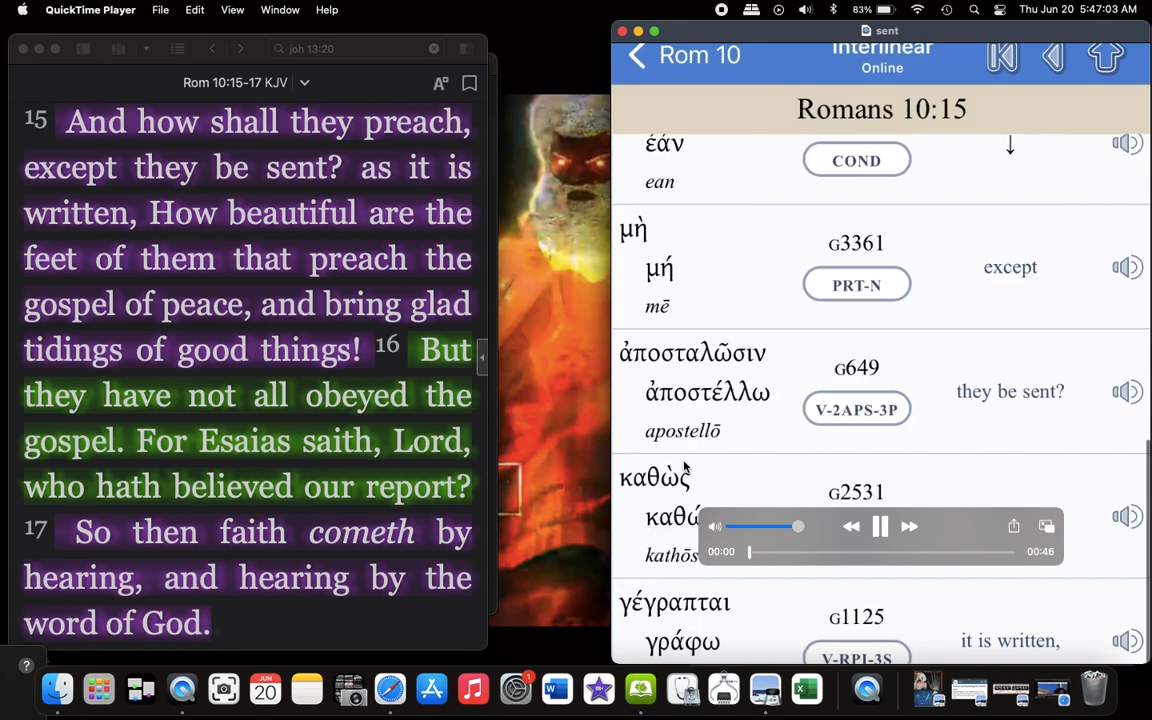 QuickTime Player File Edit View Window Help 83% Thu Jun 20 5:47:03 AM
joh 13:20
Rom 10:15-17 KJV
15 And how shall they preach,
except they be sent? as it is
written, How beautiful are the
feet of them that preach the
gospel of peace, and bring glad
tidings of good things! 16 But
they have not all obeyed the
gospel. For Esaias saith, Lord,
who hath believed our report?
17 So then faith cometh by
hearing, and hearing by the
word of God.
sent
Rom 10
Interlinear
Online
Romans 10:15
ἐάν
COND
↓
ean
μὴ
G3361
μή
except
PRT-N
mē
ἀποσταλῶσιν
G649
ἀποστέλλω
they be sent?
V-2APS-3P
apostellō
καθὼς
G2531
καθώ
kathōs
00:00
00:46
γέγραπται
G1125
γράφω
it is written,
V-RPI-3S
?
JUN
20
1
W
X